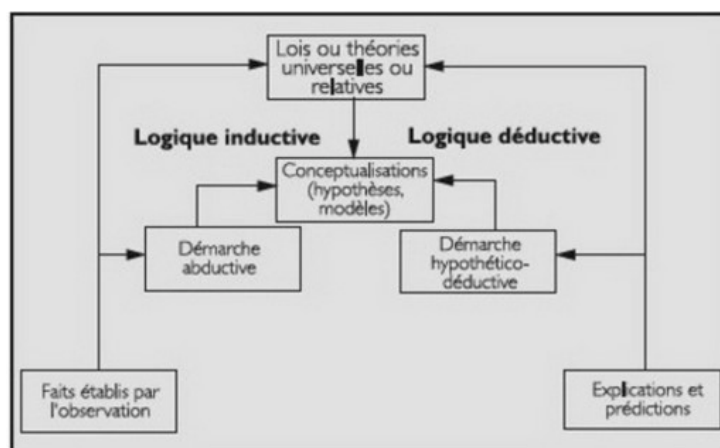 Lois ou théories
universelles ou
relatives
Logique inductive
Logique déductive
Conceptualisations
(hypothèses,
modèles)
Démarche
abductive
Démarche
hypothético-
déductive
Faits établis par
l'observation
Explications et
prédictions